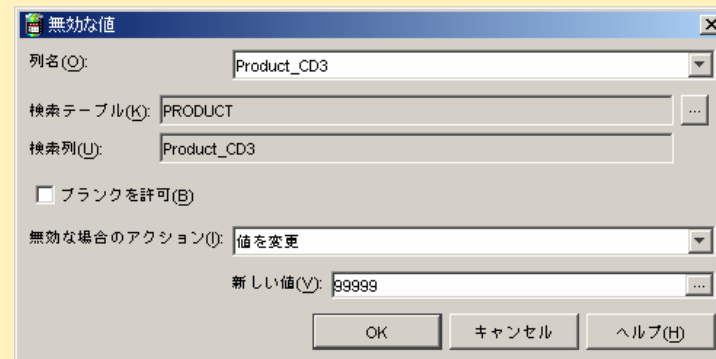 無効な値
列名(O): Product_CD3
検索テーブル(K): PRODUCT ...
検索列(U): Product_CD3
ブランクを許可(B)
無効な場合のアクション(I): 値を変更
新しい値(V): 99999 ...
OK キャンセル ヘルプ(H)